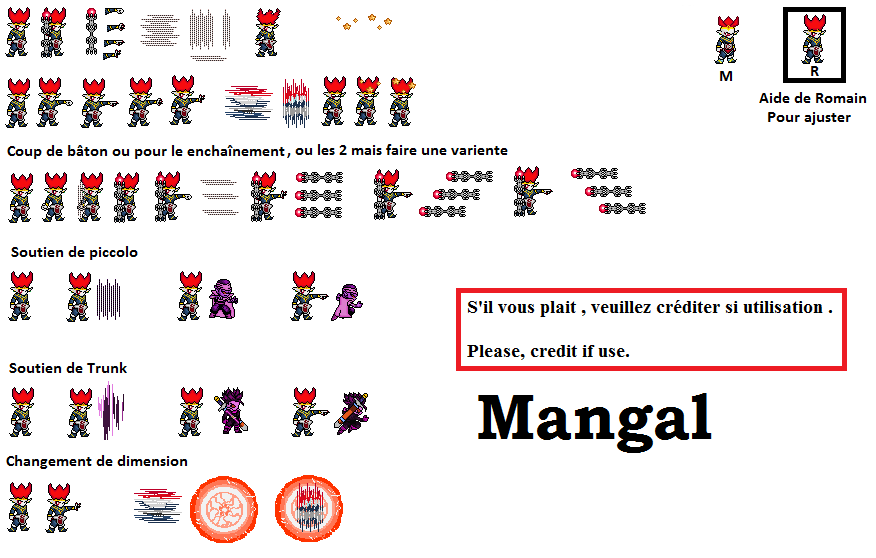 M
R
Aide de Romain
Pour ajuster
Coup de bâton ou pour le enchaînement, ou les 2 mais faire une variente
Soutien de piccolo
S'il vous plait , veuillez créditer si utilisation .
Please, credit if use.
Soutien de Trunk
Mangal
Changement de dimension